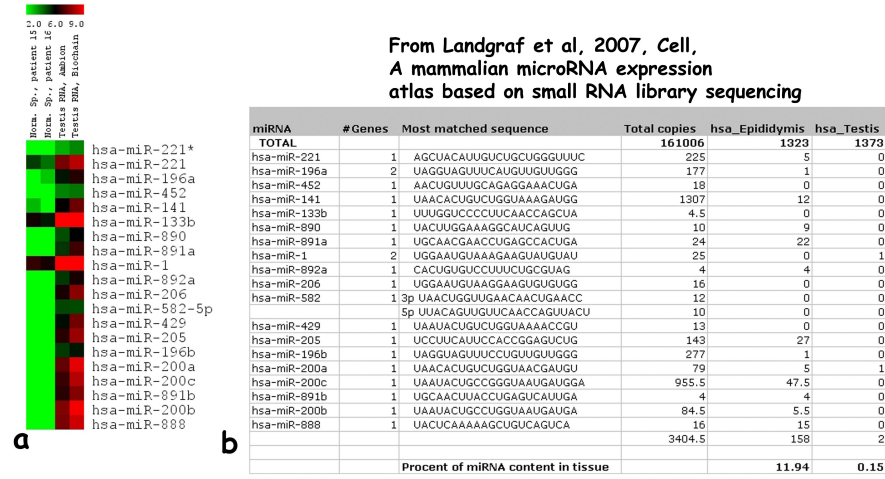 2.0 6.0 9.0
Norm. Sp., patient 15
Norm. Sp., patient 16
Testis RNA, Ambion
Testis RNA, Biochain
hsa-miR-221*
hsa-miR-221
hsa-miR-196a
hsa-miR-452
hsa-miR-141
hsa-miR-133b
hsa-miR-890
hsa-miR-891a
hsa-miR-1
hsa-miR-892a
hsa-miR-206
hsa-miR-582-5p
hsa-miR-429
hsa-miR-205
hsa-miR-196b
hsa-miR-200a
hsa-miR-200c
hsa-miR-891b
hsa-miR-200b
hsa-miR-888
a
From Landgraf et al, 2007, Cell,
A mammalian microRNA expression
atlas based on small RNA library sequencing
miRNA #Genes Most matched sequence Total copies hsa_Epididymis hsa_Testis
TOTAL 161006 1323 1373
hsa-miR-221 1 AGCUACAUUGUCUGCUGGGUUUC 225 5 0
hsa-miR-196a 2 UAGGUAGUUUCAUGUUGUUGGG 177 1 0
hsa-miR-452 1 AACUGUUUGCAGAGGAAACUGA 18 0 0
hsa-miR-141 1 UAACACUGUCUGGUAAAGAUGG 1307 12 0
hsa-miR-133b 1 UUUGGUCCCCUUCAACCAGCUA 4.5 0 0
hsa-miR-890 1 UACUUGGAAAGGCAUCAGUUG 10 9 0
hsa-miR-891a 1 UGCAACGAACCUGAGCCACUGA 24 22 0
hsa-miR-1 2 UGGAAUGUAAAGAAGUAUGUAU 25 0 1
hsa-miR-892a 1 CACUGUGUCCUUUCUGCGUAG 4 4 0
hsa-miR-206 1 UGGAAUGUAAGGAAGUGUGUGG 16 0 0
hsa-miR-582 1 3p UAACUGGUUGAACAACUGAACC 12 0 0
5p UUACAGUUGUUCAACCAGUUACU 10 0 0
hsa-miR-429 1 UAAUACUGUCUGGUAAAACCGU 13 0 0
hsa-miR-205 1 UCCUUCAUUCCACCGGAGUCUG 143 27 0
hsa-miR-196b 1 UAGGUAGUUUCCUGUUGUUGGG 277 1 0
hsa-miR-200a 1 UAACACUGUCUGGUAACGAUGU 79 5 1
hsa-miR-200c 1 UAAUACUGCCGGGUAAUGAUGGA 955.5 47.5 0
hsa-miR-891b 1 UGCAACUUACCUGAGUCAUUGA 4 4 0
hsa-miR-200b 1 UAAUACUGCCUGGUAAUGAUGA 84.5 5.5 0
hsa-miR-888 1 UACUCAAAAAGCUGUCAGUCA 16 15 0
3404.5 158 2
Procent of miRNA content in tissue 11.94 0.15
b